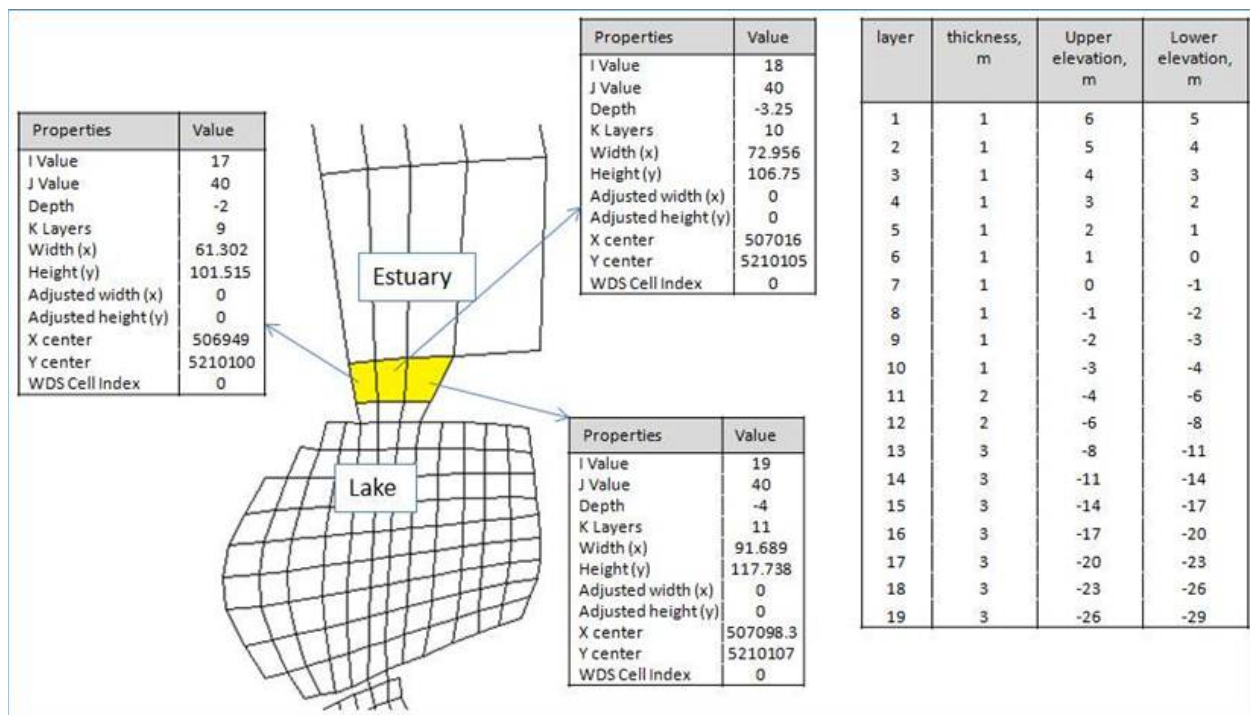 Properties Value
I Value 17
J Value 40
Depth -2
K Layers 9
Width (x) 61.302
Height (y) 101.515
Adjusted width (x) 0
Adjusted height (y) 0
X center 506949
Y center 5210100
WDS Cell Index 0
Estuary
Lake
Properties Value
I Value 18
J Value 40
Depth -3.25
K Layers 10
Width (x) 72.956
Height (y) 106.75
Adjusted width (x) 0
Adjusted height (y) 0
X center 507016
Y center 5210105
WDS Cell Index 0
Properties Value
I Value 19
J Value 40
Depth -4
K Layers 11
Width (x) 91.689
Height (y) 117.738
Adjusted width (x) 0
Adjusted height (y) 0
X center 507098.3
Y center 5210107
WDS Cell Index 0
layer thickness, Upper Lower
m elevation, elevation,
m m
1 1 6 5
2 1 5 4
3 1 4 3
4 1 3 2
5 1 2 1
6 1 1 0
7 1 0 -1
8 1 -1 -2
9 1 -2 -3
10 1 -3 -4
11 2 -4 -6
12 2 -6 -8
13 3 -8 -11
14 3 -11 -14
15 3 -14 -17
16 3 -17 -20
17 3 -20 -23
18 3 -23 -26
19 3 -26 -29